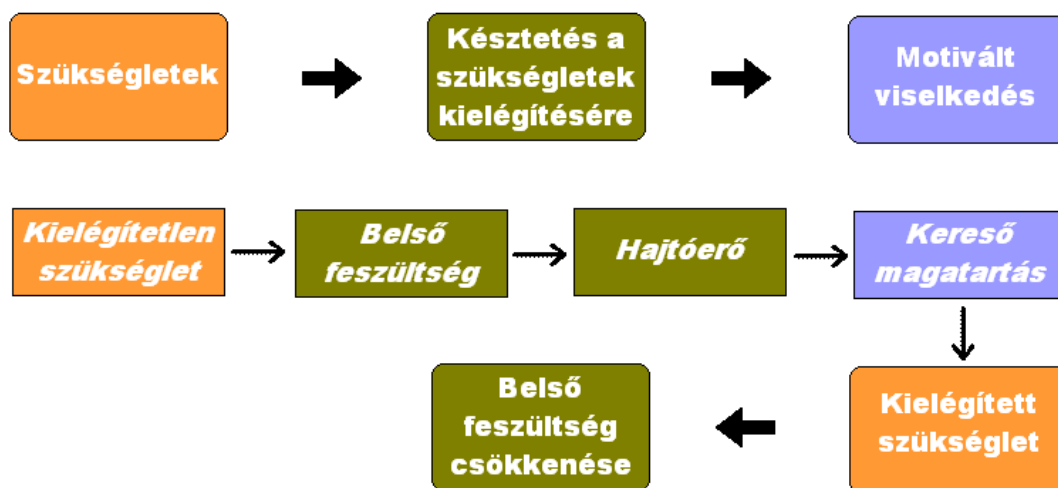 Szükségletek
Késztetés a
szükségletek
kielégítésére
Motivált
viselkedés
Kielégítetlen
szükséglet
Belső
feszültség
Hajtóerő
Kereső
magatartás
Kielégített
szükséglet
Belső
feszültség
csökkenése